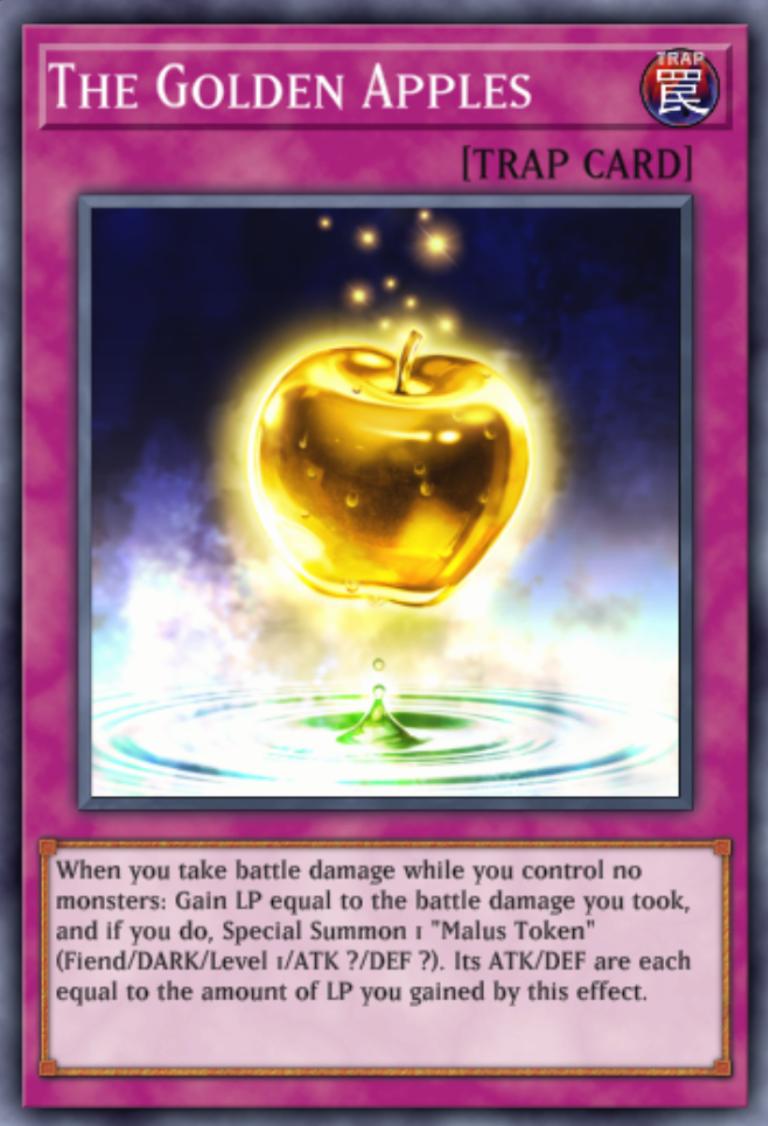 The Golden Apples
TRAP
罠
[TRAP CARD]
When you take battle damage while you control no
monsters: Gain LP equal to the battle damage you took,
and if you do, Special Summon 1 "Malus Token"
(Fiend/DARK/Level 1/ATK ?/DEF ?). Its ATK/DEF are each
equal to the amount of LP you gained by this effect.